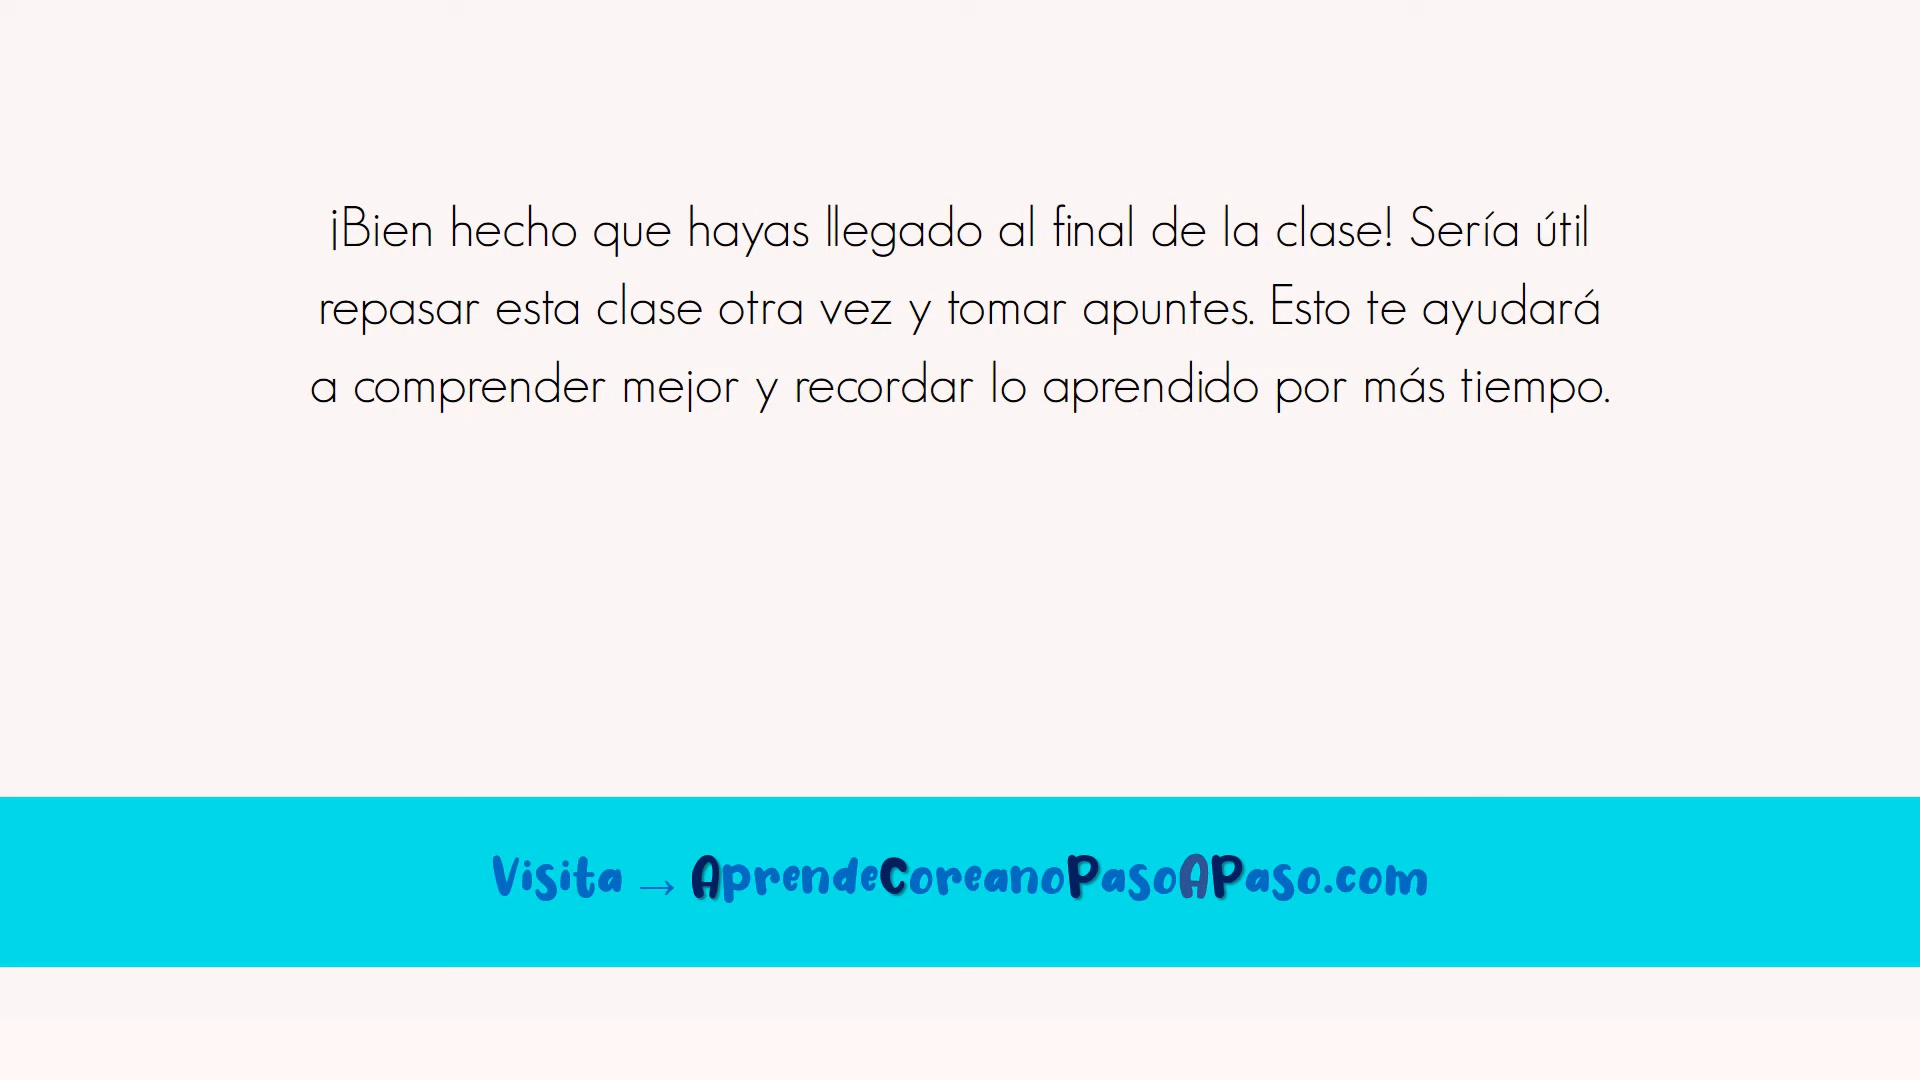 ¡Bien hecho que hayas llegado al final de la clase! Sería útil
repasar esta clase otra vez y tomar apuntes. Esto te ayudará
a comprender mejor y recordar lo aprendido por más tiempo.
Visita → AprendeCoreanoPasoAPaso.com